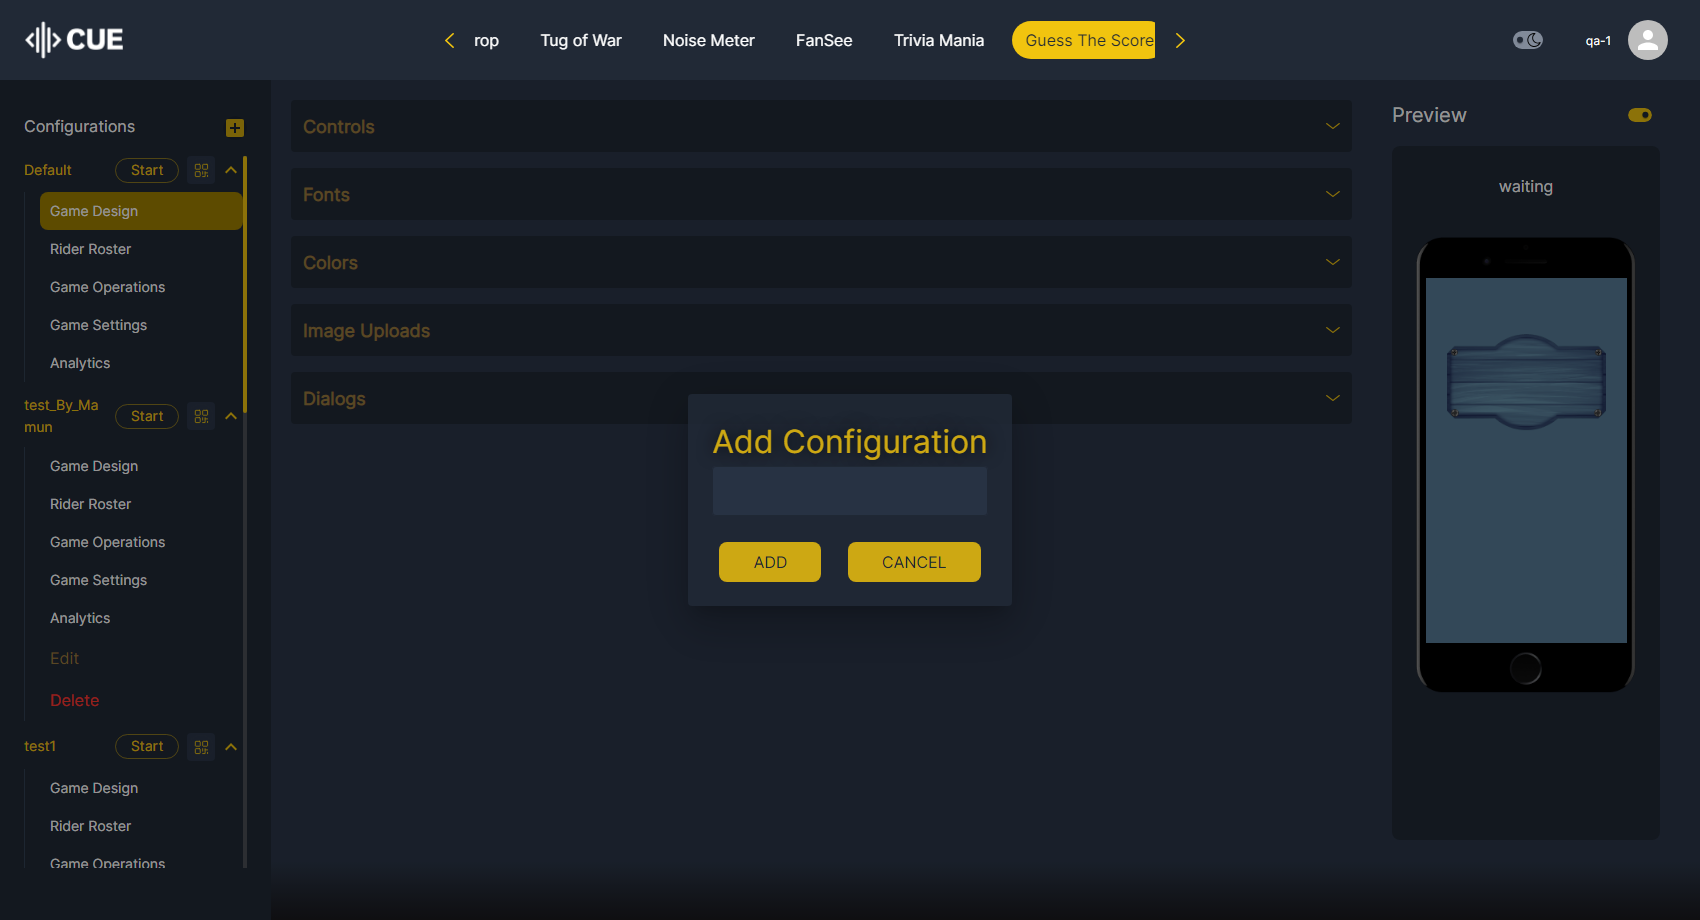 CUE
rop
Tug of War
Noise Meter
FanSee
Trivia Mania
Guess The Score
qa-1
Configurations
Default
Start
Game Design
Rider Roster
Game Operations
Game Settings
Analytics
test_By_Ma
mun
Start
Game Design
Rider Roster
Game Operations
Game Settings
Analytics
Edit
Delete
test1
Start
Game Design
Rider Roster
Game Operations
Controls
Fonts
Colors
Image Uploads
Dialogs
Add Configuration
ADD
CANCEL
Preview
waiting